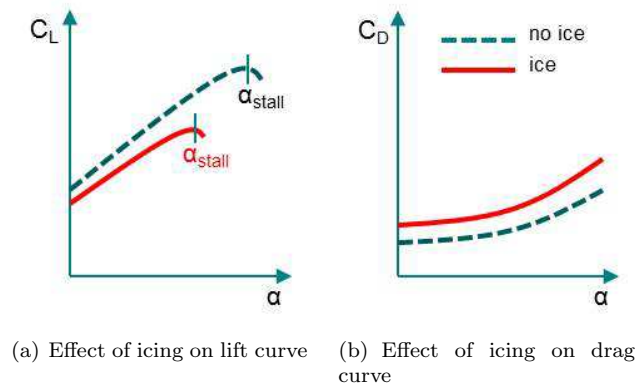 C_L
α_stall
α_stall
α
C_D
no ice
ice
α
(a) Effect of icing on lift curve
(b) Effect of icing on drag
curve